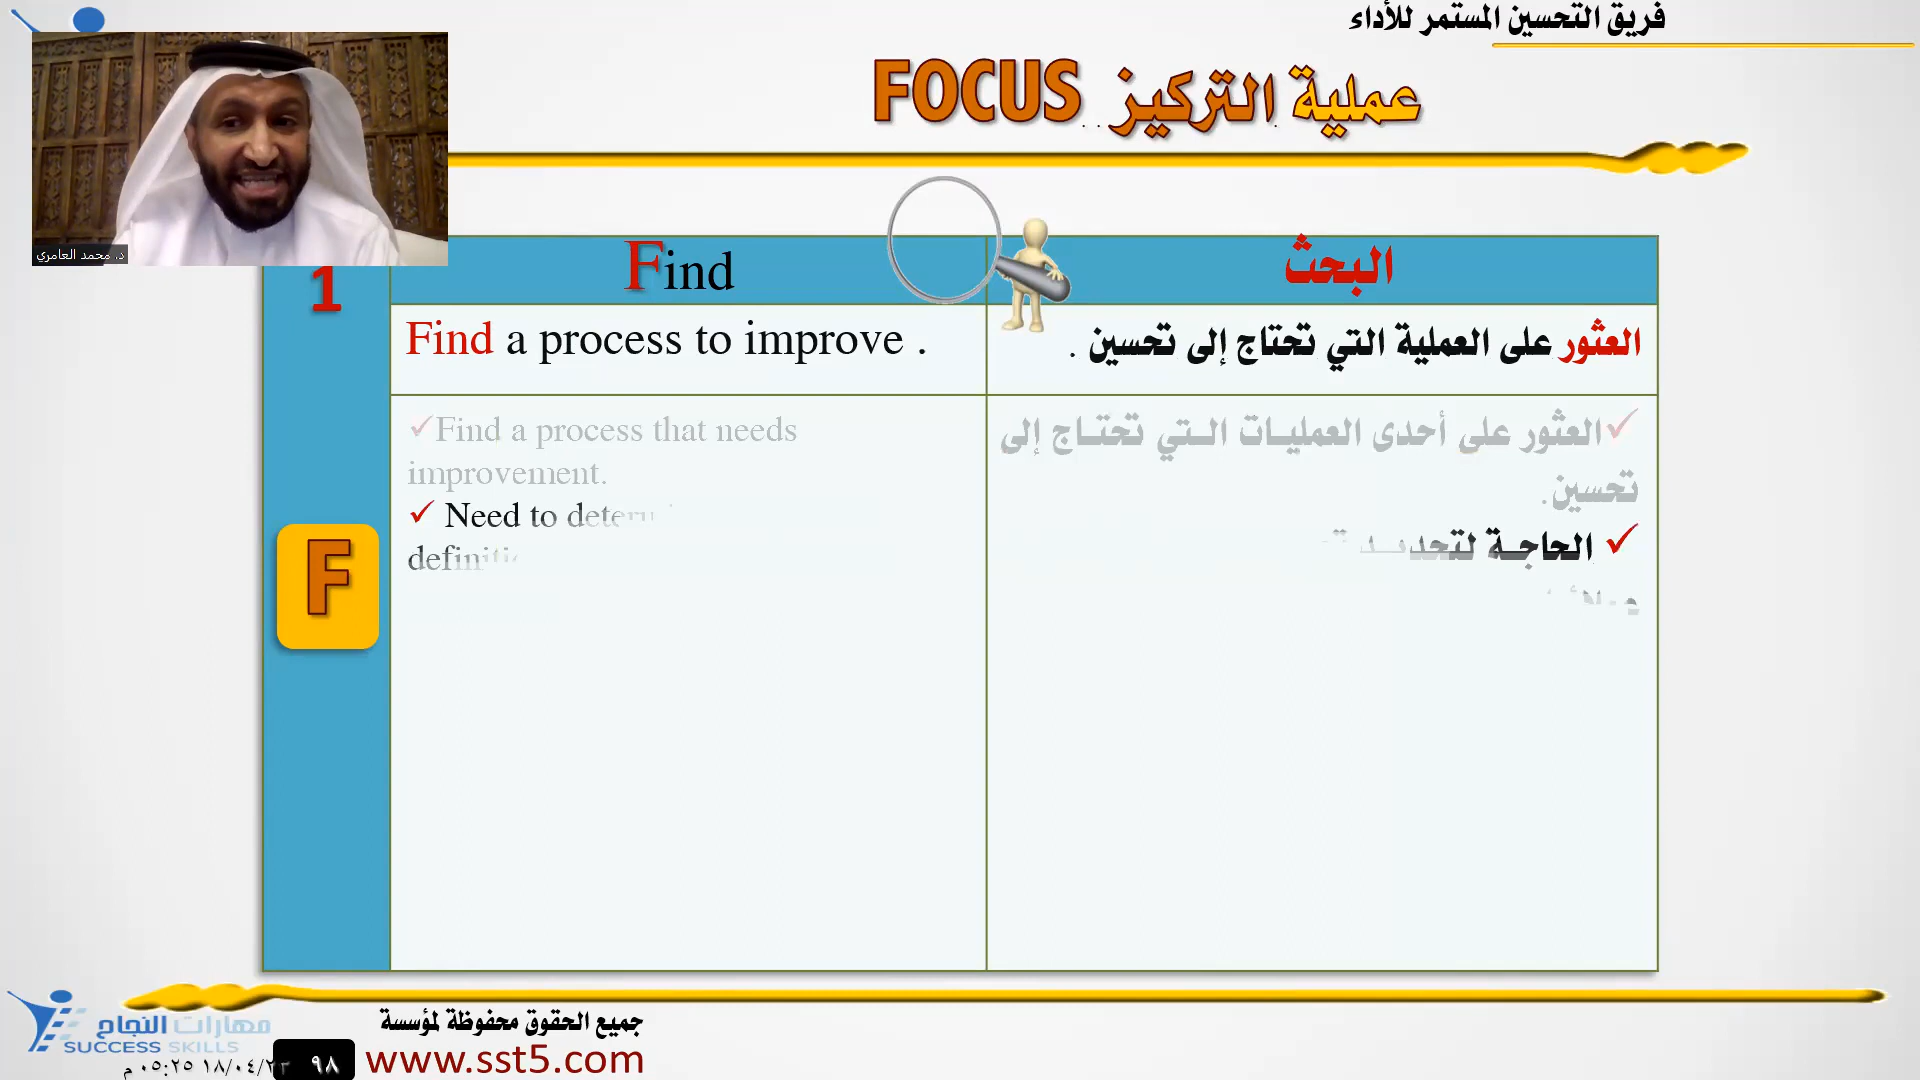 فريق التحسين المستمر للأداء
عملية التركيز FOCUS
د. محمد العامري
1
Find
البحث
Find a process to improve .
العثور على العملية التي تحتاج إلى تحسين .
✓Find a process that needs
improvement.
✓ Need to
✓العثور على أحدى العمليات التي تحتاج إلى
تحسين.
✓ الحاجة لتحديد
F
جميع الحقوق محفوظة لمؤسسة
www.sst5.com
مهارات النجاح
SUCCESS SKILLS
٩٨